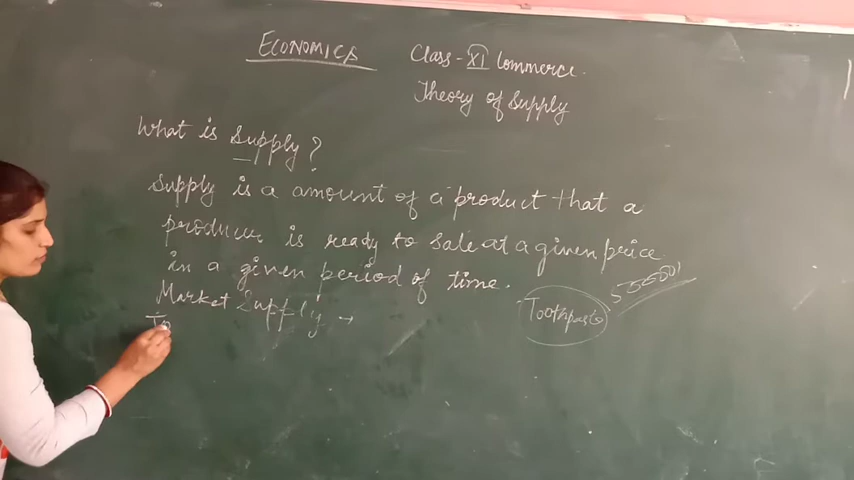 Economics
Class - XI Commerce.
Theory of Supply
What is supply?
Supply is a amount of a product that a
producer is ready to sale at a given price
in a given period of time.
Market Supply →
Toothpaste